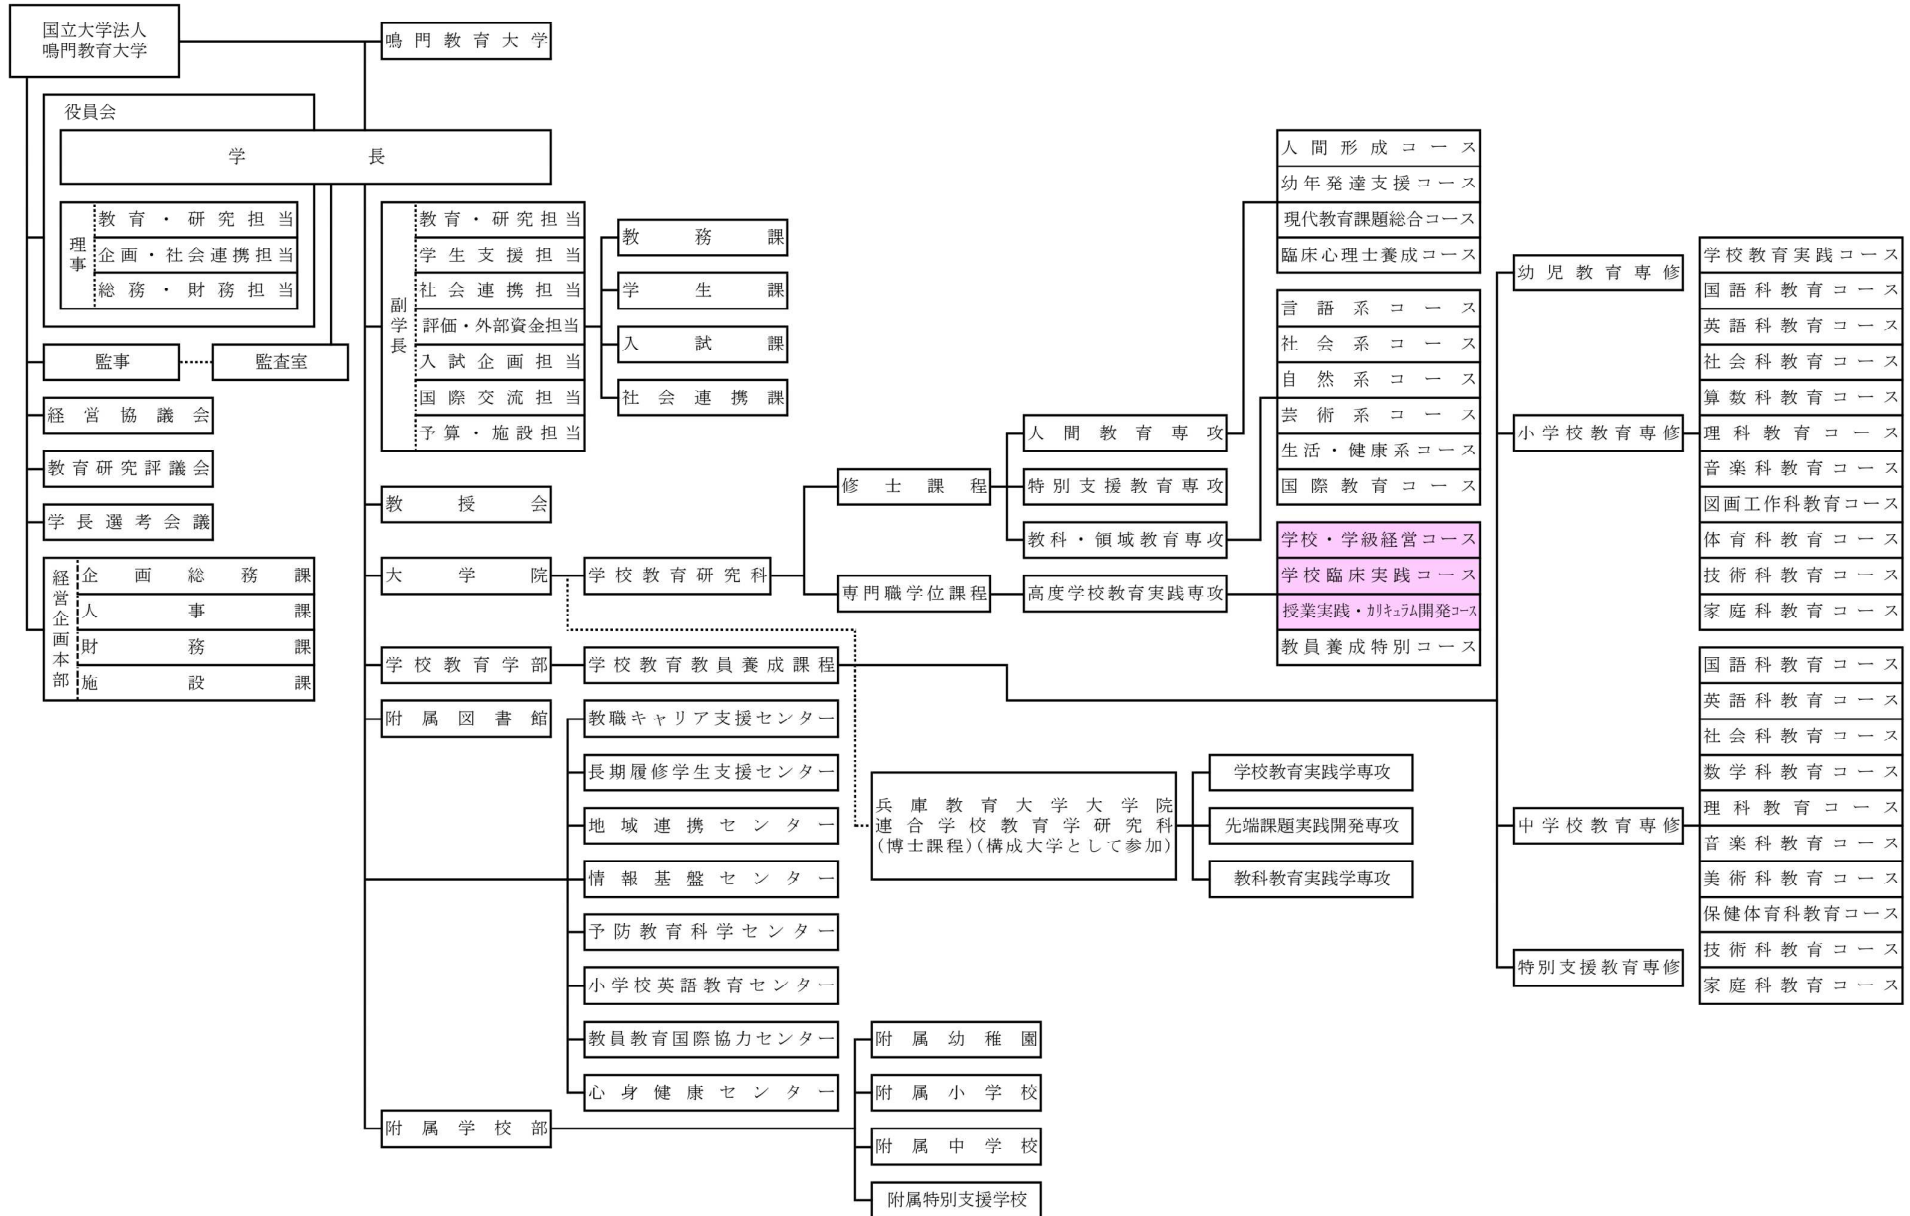 国立大学法人
鳴門教育大学
鳴門教育大学
役員会
学長
理事
教育・研究担当
企画・社会連携担当
総務・財務担当
監事
監査室
経営協議会
教育研究評議会
学長選考会議
経営企画本部
企画総務課
人事課
財務課
施設課
副学長
教育・研究担当
学生支援担当
社会連携担当
評価・外部資金担当
入試企画担当
国際交流担当
予算・施設担当
教務課
学生課
入試課
社会連携課
教授会
大学院
学校教育研究科
修士課程
人間教育専攻
特別支援教育専攻
教科・領域教育専攻
専門職学位課程
高度学校教育実践専攻
人間形成コース
幼年発達支援コース
現代教育課題総合コース
臨床心理士養成コース
言語系コース
社会系コース
自然系コース
芸術系コース
生活・健康系コース
国際教育コース
学校・学級経営コース
学校臨床実践コース
授業実践・カリキュラム開発コース
教員養成特別コース
学校教育学部
学校教育教員養成課程
幼児教育専修
小学校教育専修
中学校教育専修
特別支援教育専修
学校教育実践コース
国語科教育コース
英語科教育コース
社会科教育コース
算数科教育コース
理科教育コース
音楽科教育コース
図画工作科教育コース
体育科教育コース
技術科教育コース
家庭科教育コース
国語科教育コース
英語科教育コース
社会科教育コース
数学科教育コース
理科教育コース
音楽科教育コース
美術科教育コース
保健体育科教育コース
技術科教育コース
家庭科教育コース
附属図書館
教職キャリア支援センター
長期履修学生支援センター
地域連携センター
情報基盤センター
予防教育科学センター
小学校英語教育センター
教員教育国際協力センター
心身健康センター
兵庫教育大学大学院
連合学校教育学研究科
(博士課程)(構成大学として参加)
学校教育実践学専攻
先端課題実践開発専攻
教科教育実践学専攻
附属学校部
附属幼稚園
附属小学校
附属中学校
附属特別支援学校